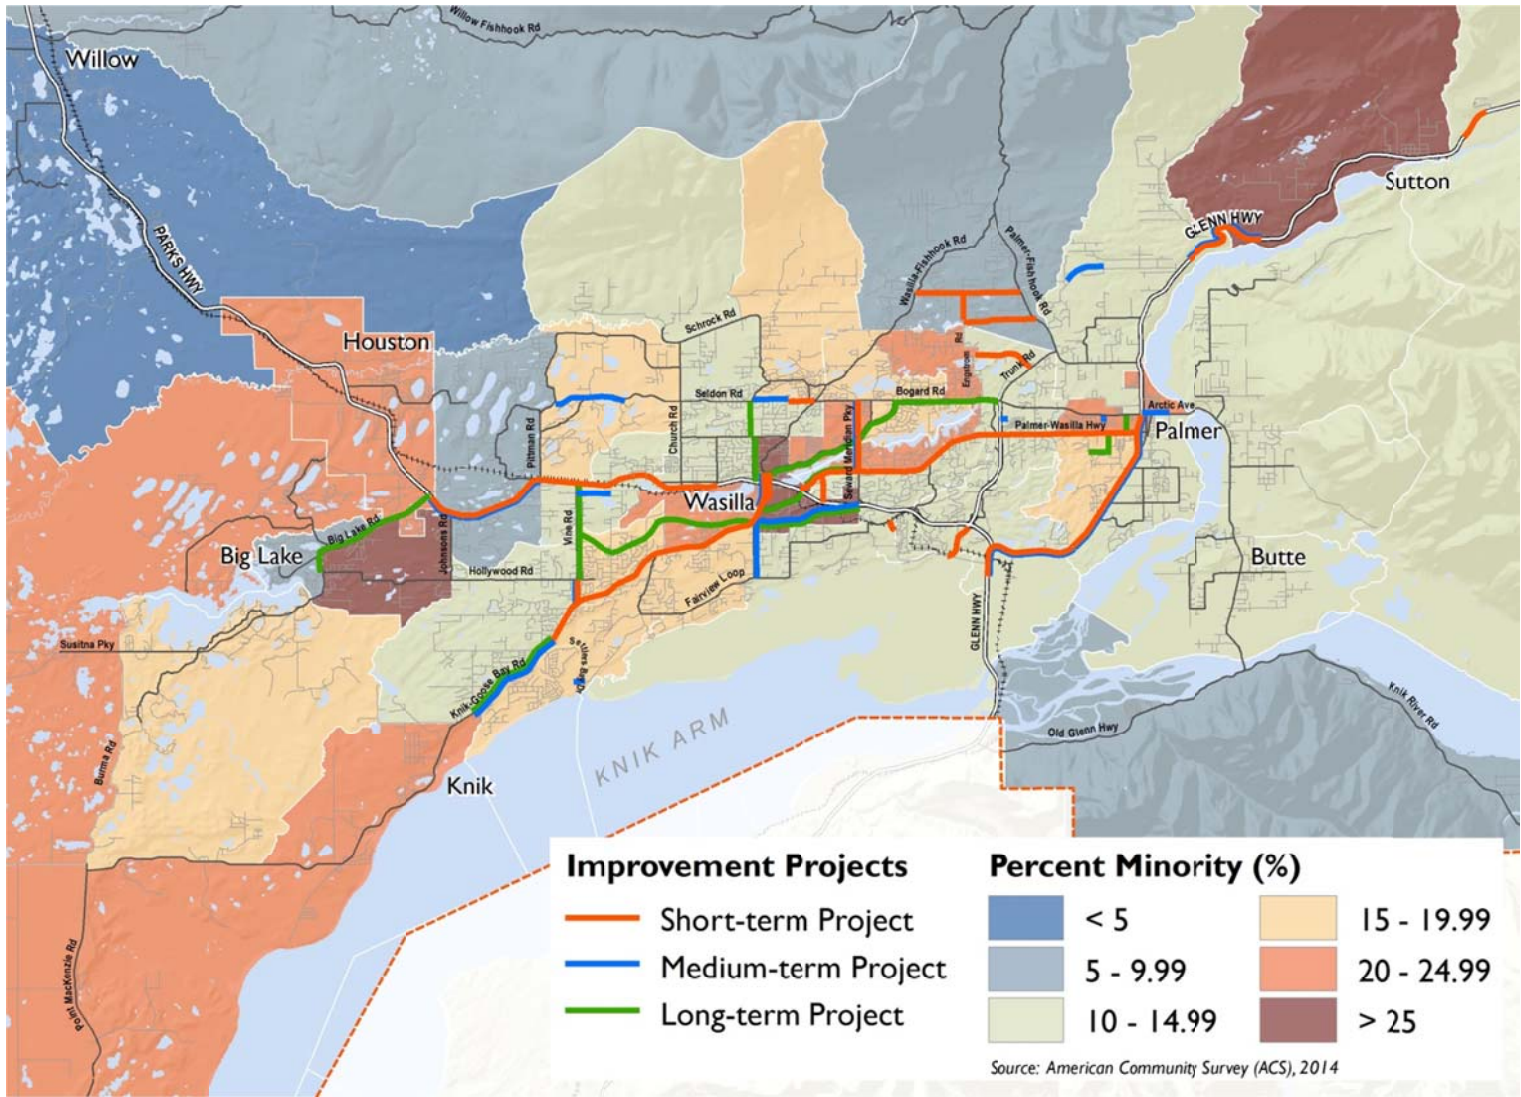 Willow Fishhook Rd
Willow
PARKS HWY
Sutton
GLENN HWY
Wasilla-Fishhook Rd
Palmer-Fishhook Rd
Schrock Rd
Houston
Engstrom
Rd
Trunk Rd
Seldon Rd
Bogard Rd
Arctic Ave
Palmer-Wasilla Hwy
Palmer
Church Rd
Pittman Rd
Seward Meridian Pky
Wasilla
Big Lake Rd
Johnsons Rd
Vine Rd
Big Lake
Hollywood Rd
Fairview Loop
Butte
GLENN HWY
Susitna Pky
Settlers Bay Dr
Knik-Goose Bay Rd
Knik River Rd
Old Glenn Hwy
KNIK ARM
Burma Rd
Knik
Point MacKenzie Rd
Improvement Projects
Short-term Project
Medium-term Project
Long-term Project
Percent Minority (%)
< 5
5 - 9.99
10 - 14.99
15 - 19.99
20 - 24.99
> 25
Source: American Community Survey (ACS), 2014